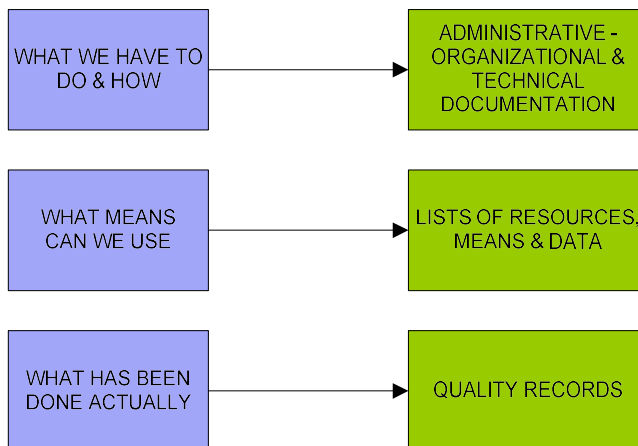 WHAT WE HAVE TO
DO & HOW
ADMINISTRATIVE -
ORGANIZATIONAL &
TECHNICAL
DOCUMENTATION
WHAT MEANS
CAN WE USE
LISTS OF RESOURCES,
MEANS & DATA
WHAT HAS BEEN
DONE ACTUALLY
QUALITY RECORDS